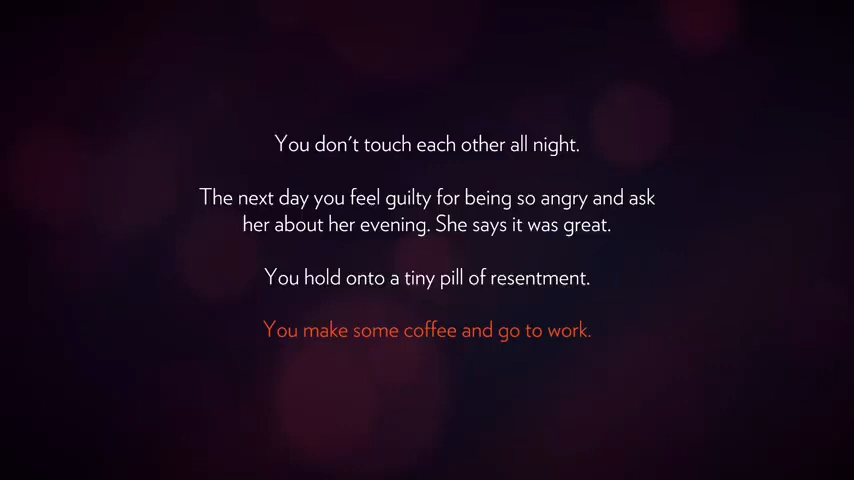 You don't touch each other all night.
The next day you feel guilty for being so angry and ask
her about her evening. She says it was great.
You hold onto a tiny pill of resentment.
You make some coffee and go to work.